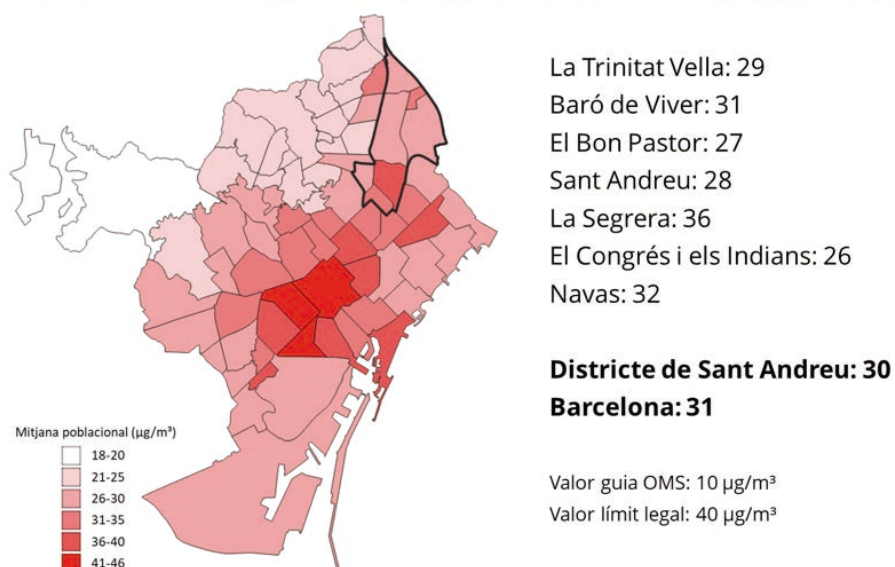 La Trinitat Vella: 29
Baró de Viver: 31
El Bon Pastor: 27
Sant Andreu: 28
La Segrera: 36
El Congrés i els Indians: 26
Navas: 32
Districte de Sant Andreu: 30
Barcelona: 31
Valor guia OMS: 10 µg/m³
Valor límit legal: 40 µg/m³
Mitjana poblacional (µg/m³)
18-20
21-25
26-30
31-35
36-40
41-46